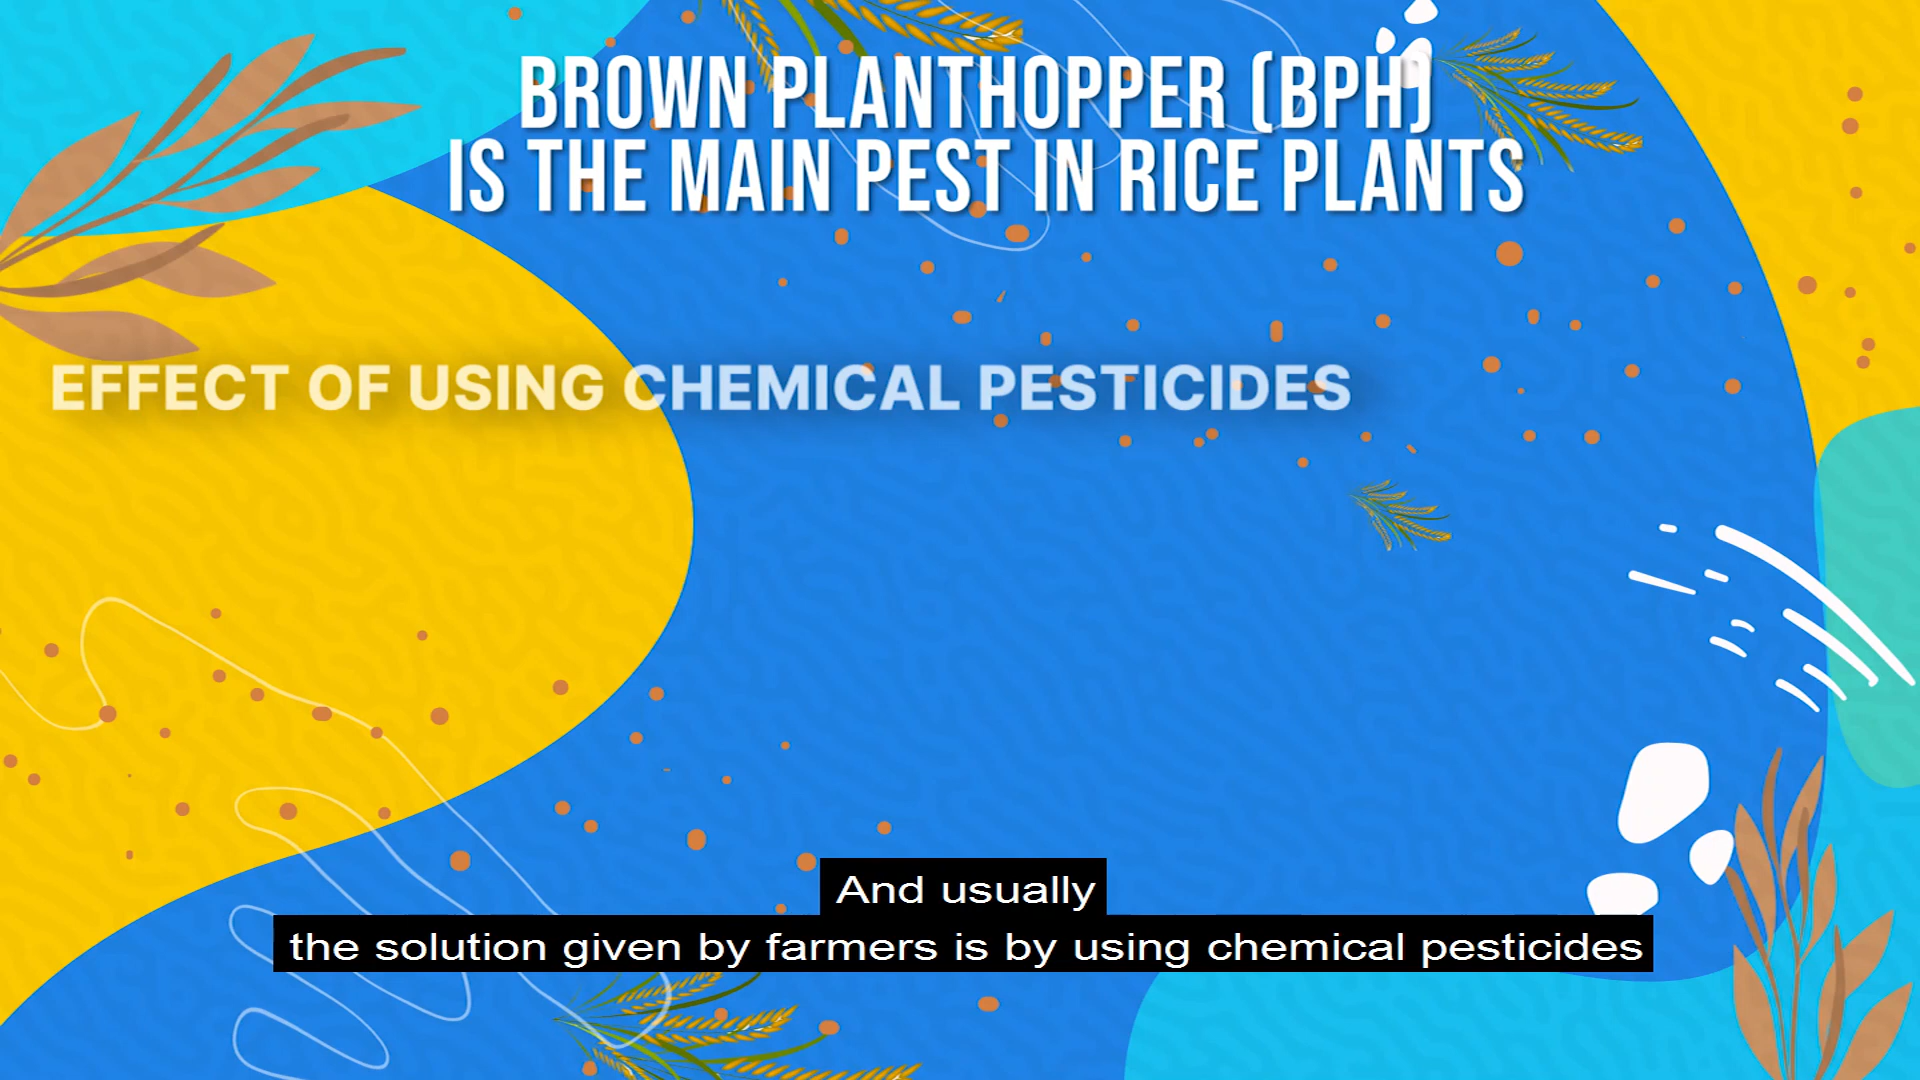 BROWN PLANTHOPPER (BPH)
IS THE MAIN PEST IN RICE PLANTS
EFFECT OF USING CHEMICAL PESTICIDES
And usually
the solution given by farmers is by using chemical pesticides